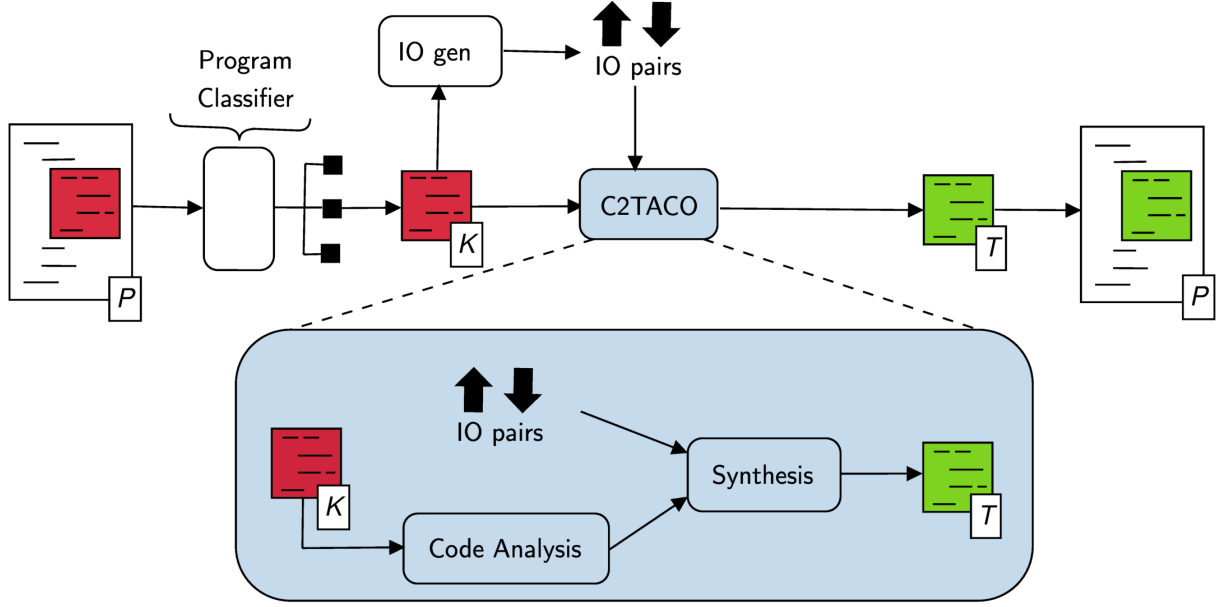 IO gen
IO pairs
Program
Classifier
P
K
C2TACO
T
P
IO pairs
K
Code Analysis
Synthesis
T